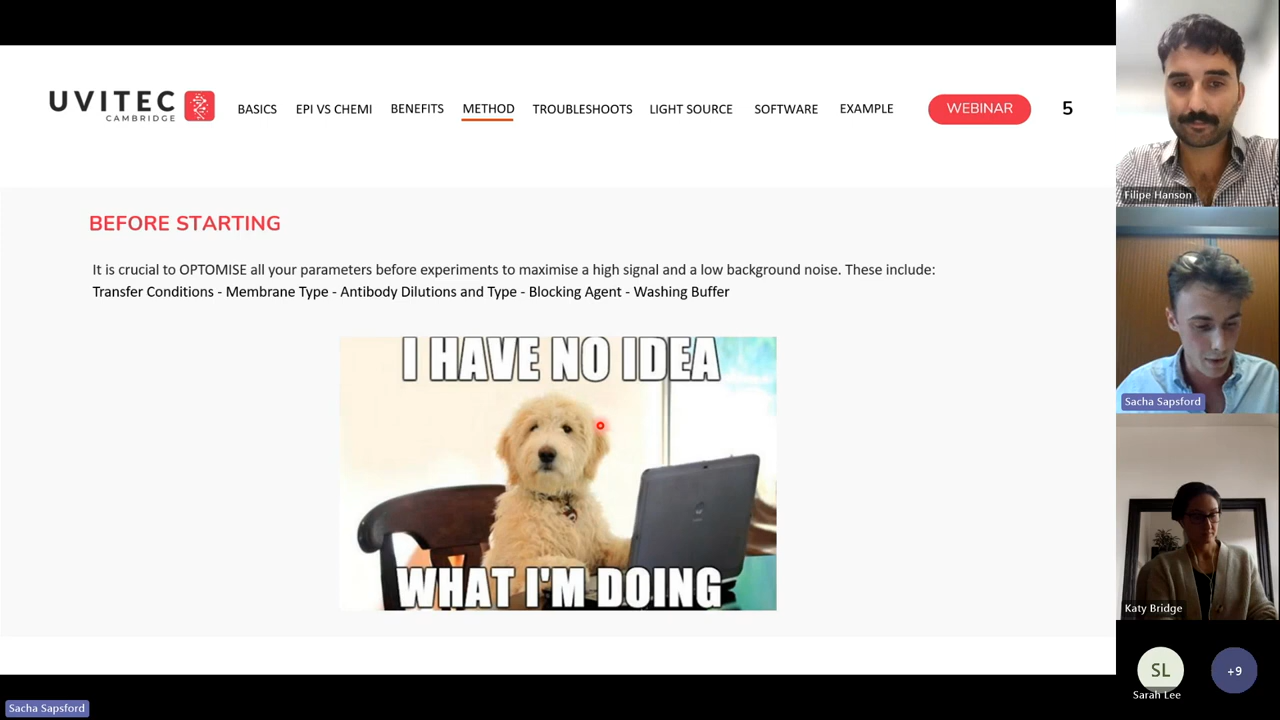 UVITEC
CAMBRIDGE
BASICS EPI VS CHEMI BENEFITS METHOD TROUBLESHOOTS LIGHT SOURCE SOFTWARE EXAMPLE WEBINAR 5
BEFORE STARTING
It is crucial to OPTOMISE all your parameters before experiments to maximise a high signal and a low background noise. These include:
Transfer Conditions - Membrane Type - Antibody Dilutions and Type - Blocking Agent - Washing Buffer
I HAVE NO IDEA
WHAT I'M DOING
Filipe Hanson
Sacha Sapsford
Katy Bridge
SL
Sarah Lee
+9
Sacha Sapsford